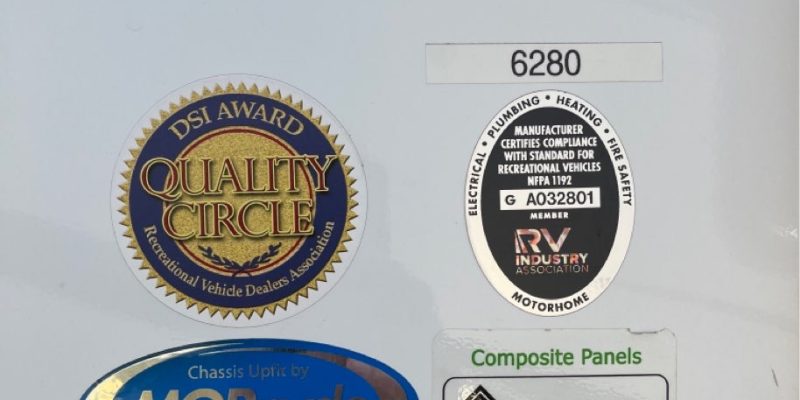 6280
DSI AWARD
QUALITY
CIRCLE
Recreational Vehicle Dealers Association
ELECTRICAL • PLUMBING • HEATING • FIRE SAFETY
MANUFACTURER
CERTIFIES COMPLIANCE
WITH STANDARD FOR
RECREATIONAL VEHICLES
NFPA 1192
G A032801
MEMBER
RV
INDUSTRY
ASSOCIATION
MOTORHOME
Chassis Upfit by
Composite Panels